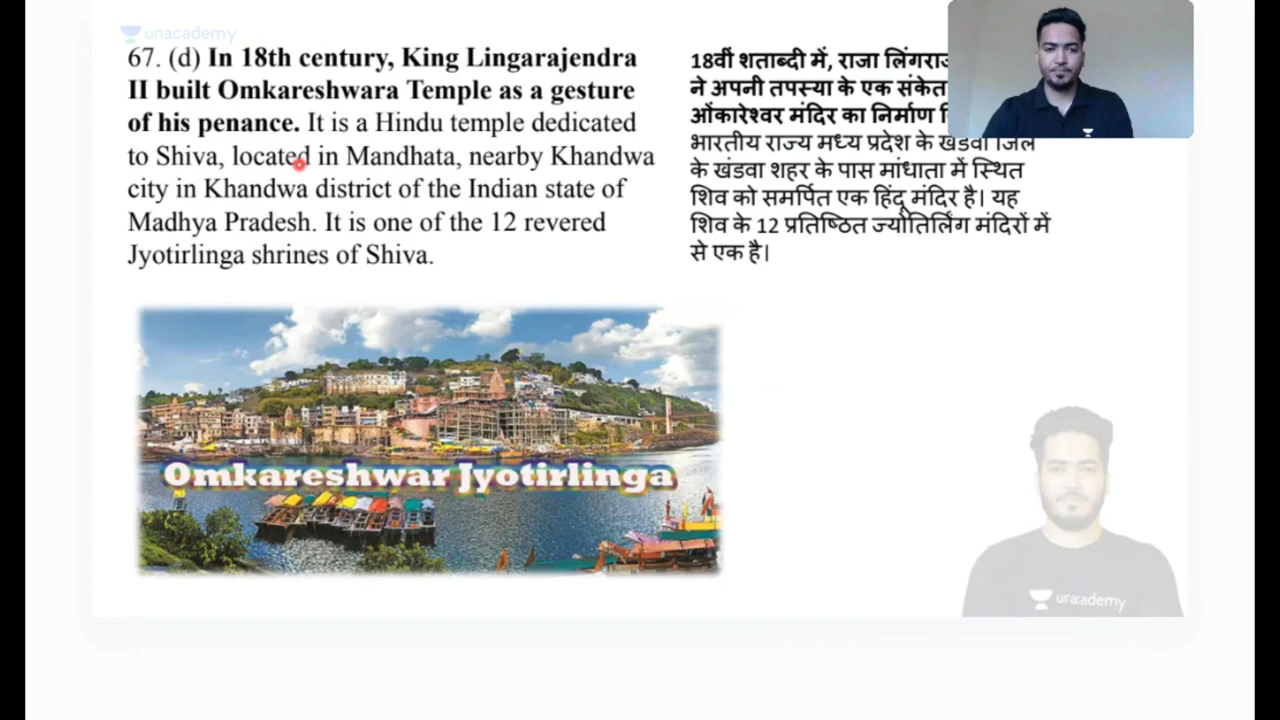 unacademy
67. (d) In 18th century, King Lingarajendra
II built Omkareshwara Temple as a gesture
of his penance. It is a Hindu temple dedicated
to Shiva, located in Mandhata, nearby Khandwa
city in Khandwa district of the Indian state of
Madhya Pradesh. It is one of the 12 revered
Jyotirlinga shrines of Shiva.
18वीं शताब्दी में, राजा
ने अपनी तपस्या के एक संकेत
ओंकारेश्वर मंदिर का निर्माण
भारतीय राज्य मध्य प्रदेश के खंडवा जिले
के खंडवा शहर के पास मांधाता में स्थित
शिव को समर्पित एक हिंदू मंदिर है। यह
शिव के 12 प्रतिष्ठित ज्योतिर्लिंग मंदिरों में
से एक है।
Omkareshwar Jyotirlinga
unacademy